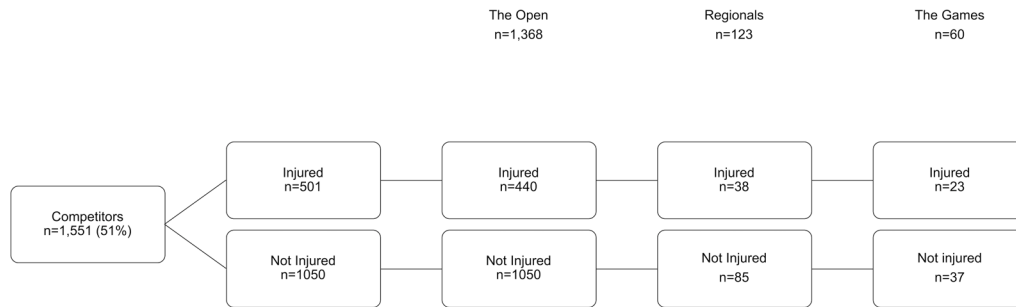 The Open
n=1,368
Regionals
n=123
The Games
n=60
Competitors
n=1,551 (51%)
Injured
n=501
Injured
n=440
Injured
n=38
Injured
n=23
Not Injured
n=1050
Not Injured
n=1050
Not Injured
n=85
Not injured
n=37